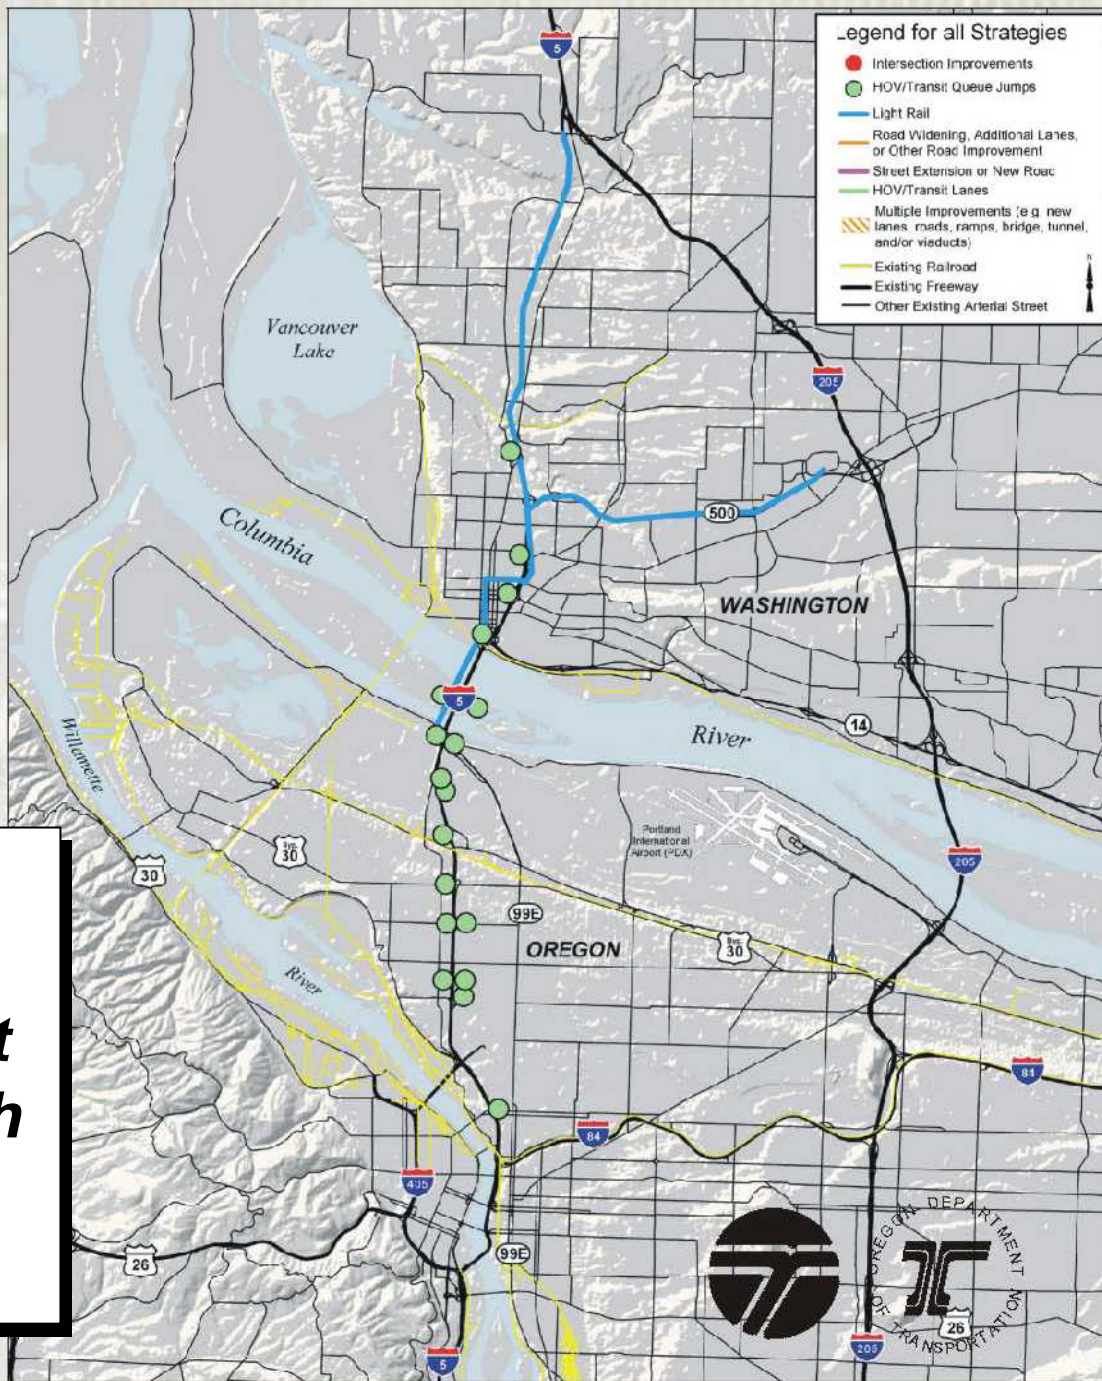 Legend for all Strategies
Intersection Improvements
HOV/Transit Queue Jumps
Light Rail
Road Widening, Additional Lanes,
or Other Road Improvement
Street Extension or New Road
HOV/Transit Lanes
Multiple Improvements (e.g. new
lanes, roads, ramps, bridge, tunnel,
and/or viaducts)
Existing Railroad
Existing Freeway
Other Existing Arterial Street
N
5
Vancouver
Lake
205
500
Columbia
WASHINGTON
5
14
River
Willamette
Portland
International
Airport (PDX)
Byp.
30
30
205
99E
Byp.
30
OREGON
River
t
h
84
84
405
99E
26
OREGON DEPARTMENT
OF TRANSPORTATION
26
205
5